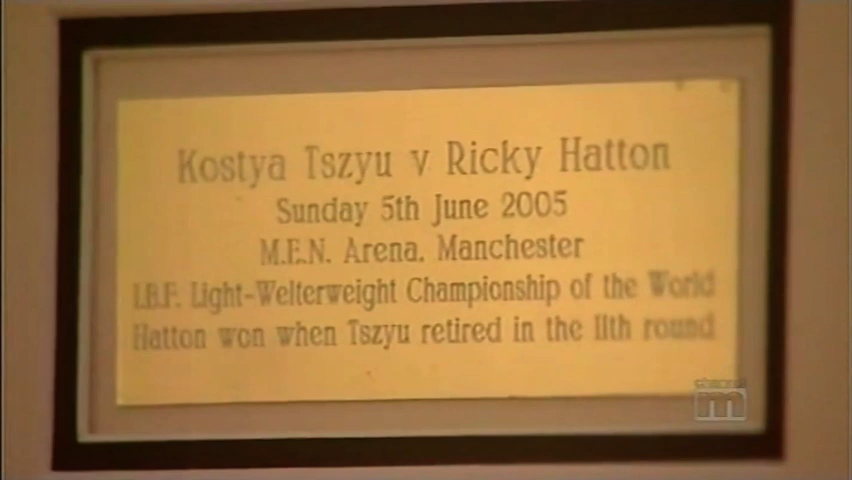 Kostya Tszyu v Ricky Hatton
Sunday 5th June 2005
M.E.N. Arena, Manchester
I.B.F. Light-Welterweight Championship of the World
Hatton won when Tszyu retired in the 11th round
channel m